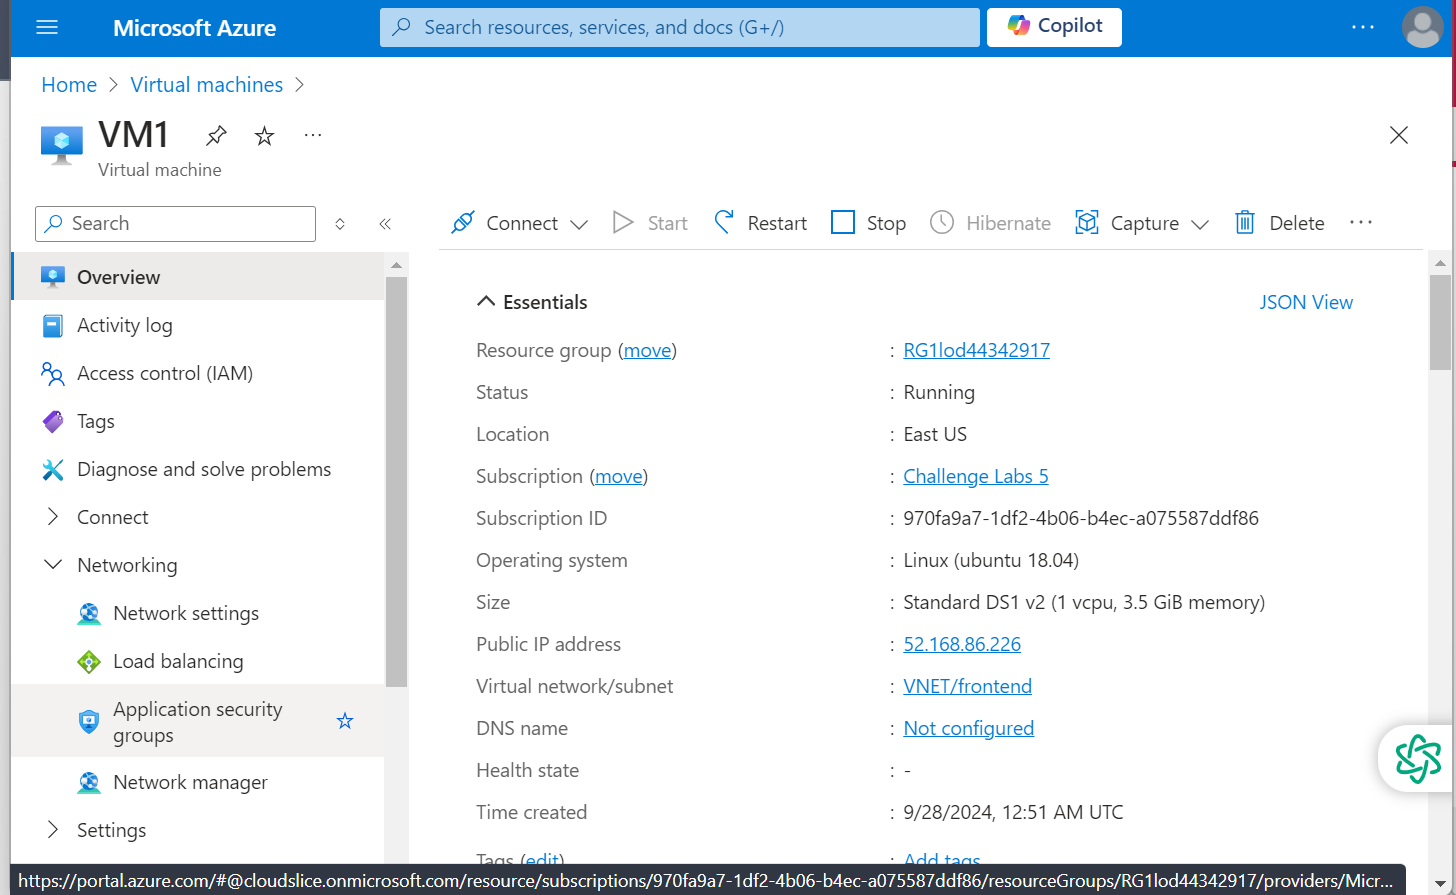 Microsoft Azure
Search resources, services, and docs (G+/)
Copilot
Home > Virtual machines >
VM1
Virtual machine
Search
Connect
Start
Restart
Stop
Hibernate
Capture
Delete
Overview
Activity log
Access control (IAM)
Tags
Diagnose and solve problems
Connect
Networking
Network settings
Load balancing
Application security
groups
Network manager
Settings
Essentials
JSON View
Resource group (move) : RG1lod44342917
Status : Running
Location : East US
Subscription (move) : Challenge Labs 5
Subscription ID : 970fa9a7-1df2-4b06-b4ec-a075587ddf86
Operating system : Linux (ubuntu 18.04)
Size : Standard DS1 v2 (1 vcpu, 3.5 GiB memory)
Public IP address : 52.168.86.226
Virtual network/subnet : VNET/frontend
DNS name : Not configured
Health state : -
Time created : 9/28/2024, 12:51 AM UTC
Tags (edit) : Add tags
https://portal.azure.com/#@cloudslice.onmicrosoft.com/resource/subscriptions/970fa9a7-1df2-4b06-b4ec-a075587ddf86/resourceGroups/RG1lod44342917/providers/Micr...